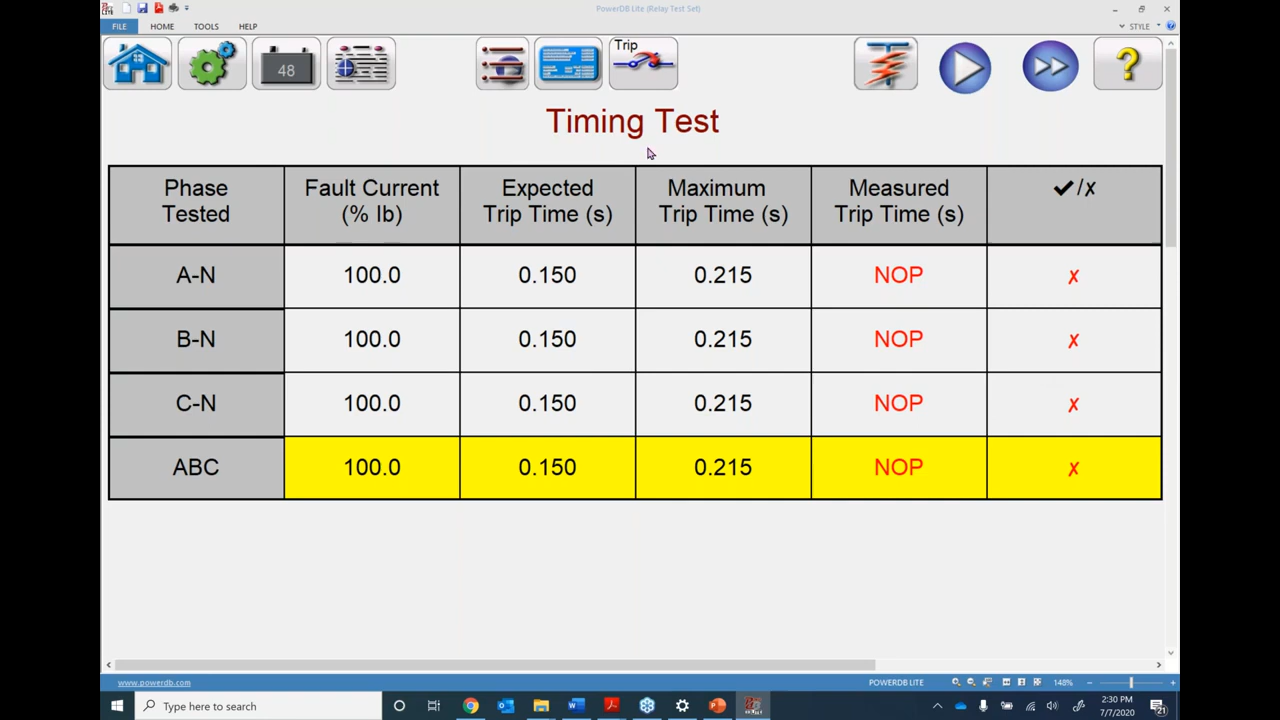 PowerDB Lite (Relay Test Set)
FILE HOME TOOLS HELP STYLE
48 Trip
Timing Test
Phase Tested Fault Current (% Ib) Expected Trip Time (s) Maximum Trip Time (s) Measured Trip Time (s) ✔/✗
A-N 100.0 0.150 0.215 NOP ✗
B-N 100.0 0.150 0.215 NOP ✗
C-N 100.0 0.150 0.215 NOP ✗
ABC 100.0 0.150 0.215 NOP ✗
www.powerdb.com POWERDB LITE 148%
Type here to search 2:30 PM
7/7/2020 21